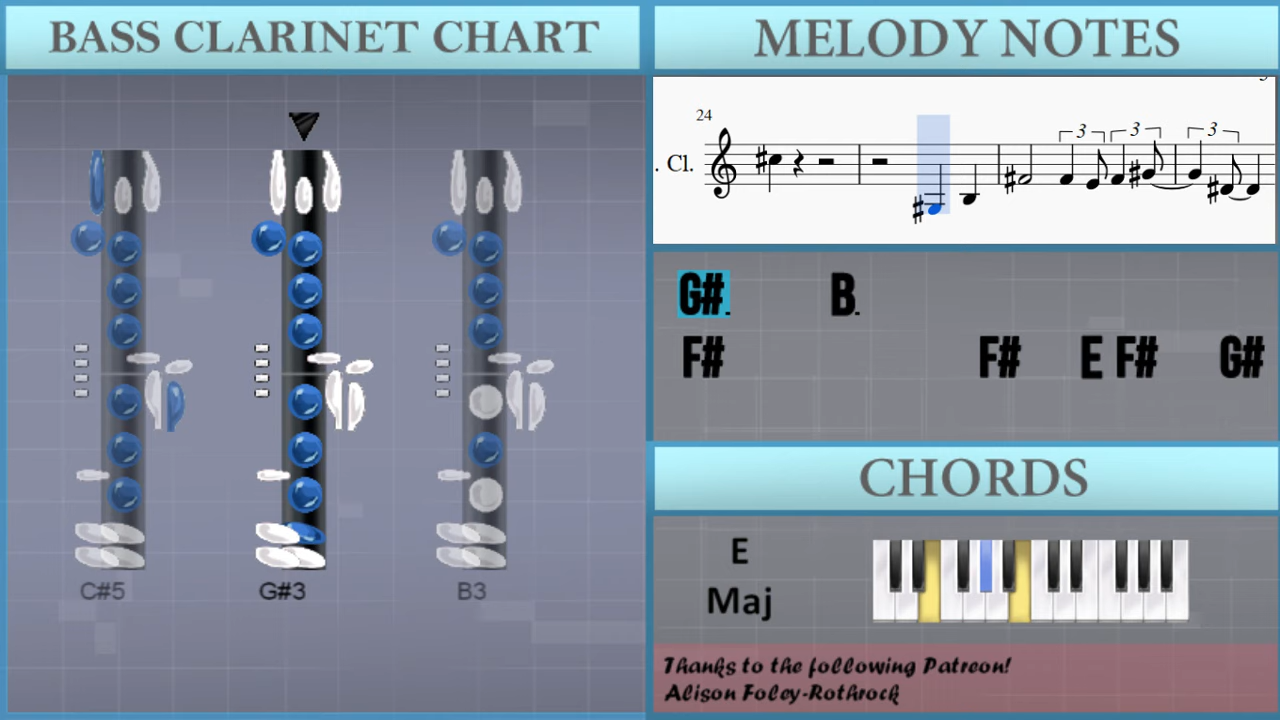 BASS CLARINET CHART
MELODY NOTES
24
. Cl.
3 3 3
G#. B.
F# F# E F# G#
C#5 G#3 B3
CHORDS
E
Maj
Thanks to the following Patreon!
Alison Foley-Rothrock